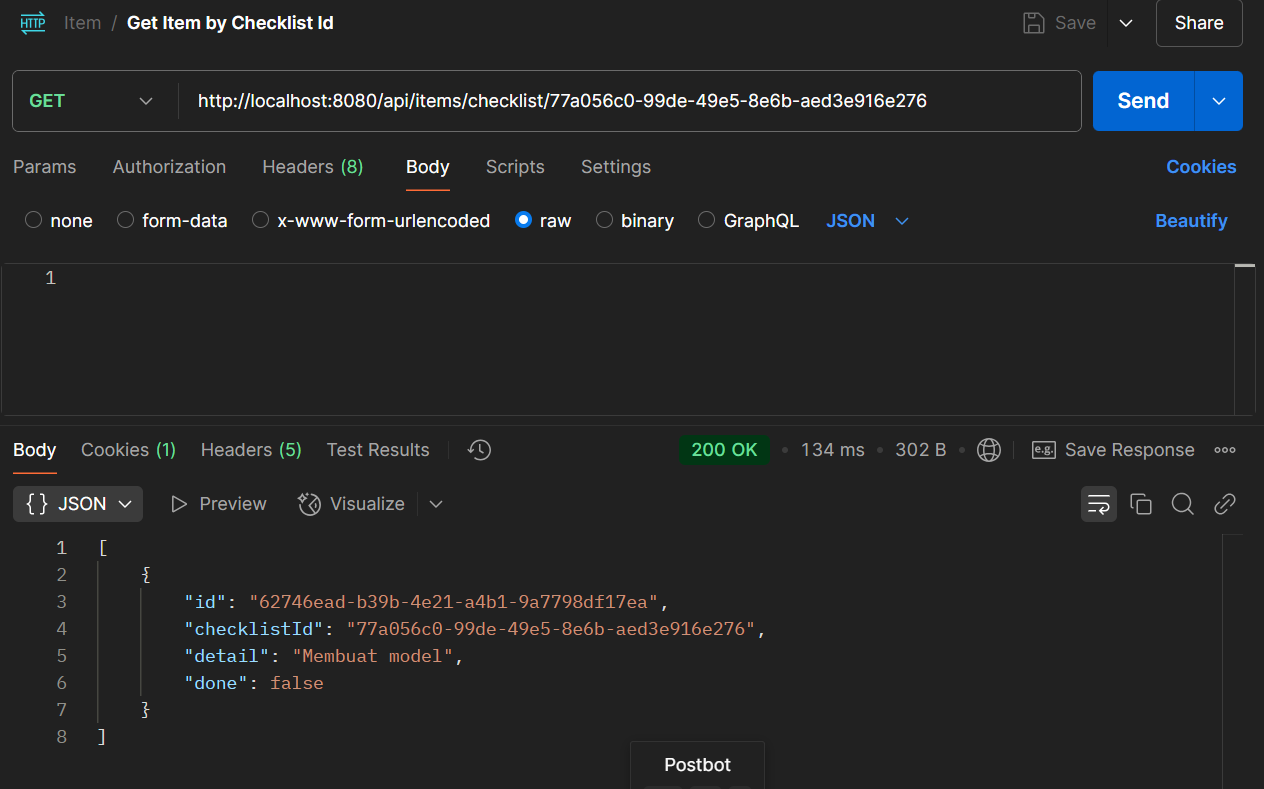 HTTP Item / Get Item by Checklist Id Save Share
GET http://localhost:8080/api/items/checklist/77a056c0-99de-49e5-8e6b-aed3e916e276 Send
Params Authorization Headers (8) Body Scripts Settings Cookies
none form-data x-www-form-urlencoded raw binary GraphQL JSON Beautify
1
Body Cookies (1) Headers (5) Test Results 200 OK • 134 ms • 302 B • e.g. Save Response
{} JSON Preview Visualize
1 [
2 {
3 "id": "62746ead-b39b-4e21-a4b1-9a7798df17ea",
4 "checklistId": "77a056c0-99de-49e5-8e6b-aed3e916e276",
5 "detail": "Membuat model",
6 "done": false
7 }
8 ]
Postbot